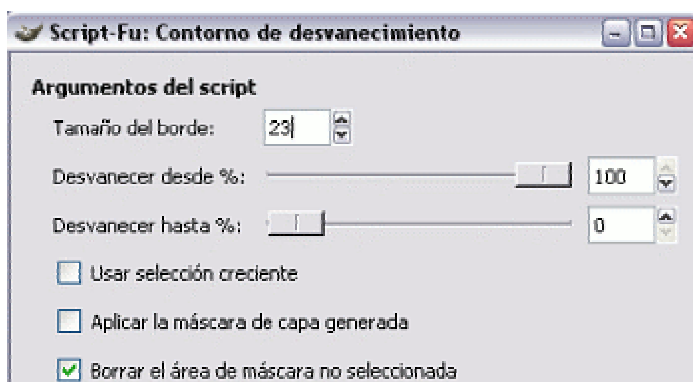 Script-Fu: Contorno de desvanecimiento
Argumentos del script
Tamaño del borde: 23
Desvanecer desde %: 100
Desvanecer hasta %: 0
Usar selección creciente
Aplicar la máscara de capa generada
Borrar el área de máscara no seleccionada